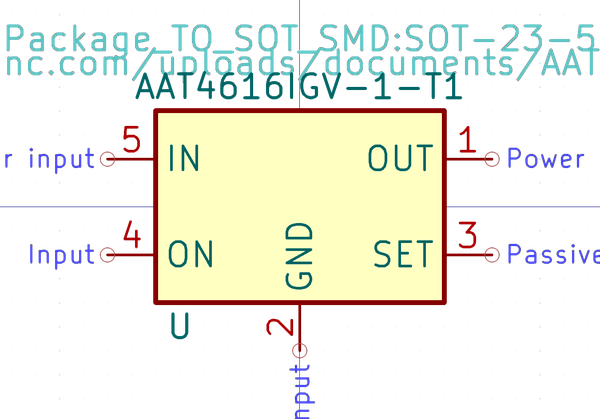 Package_TO_SOT_SMD:SOT-23-5
nc.com/uploads/documents/AAT
AAT4616IGV-1-T1
r input 5 IN OUT 1 Power
Input 4 ON SET 3 Passive
GND
U 2
nput